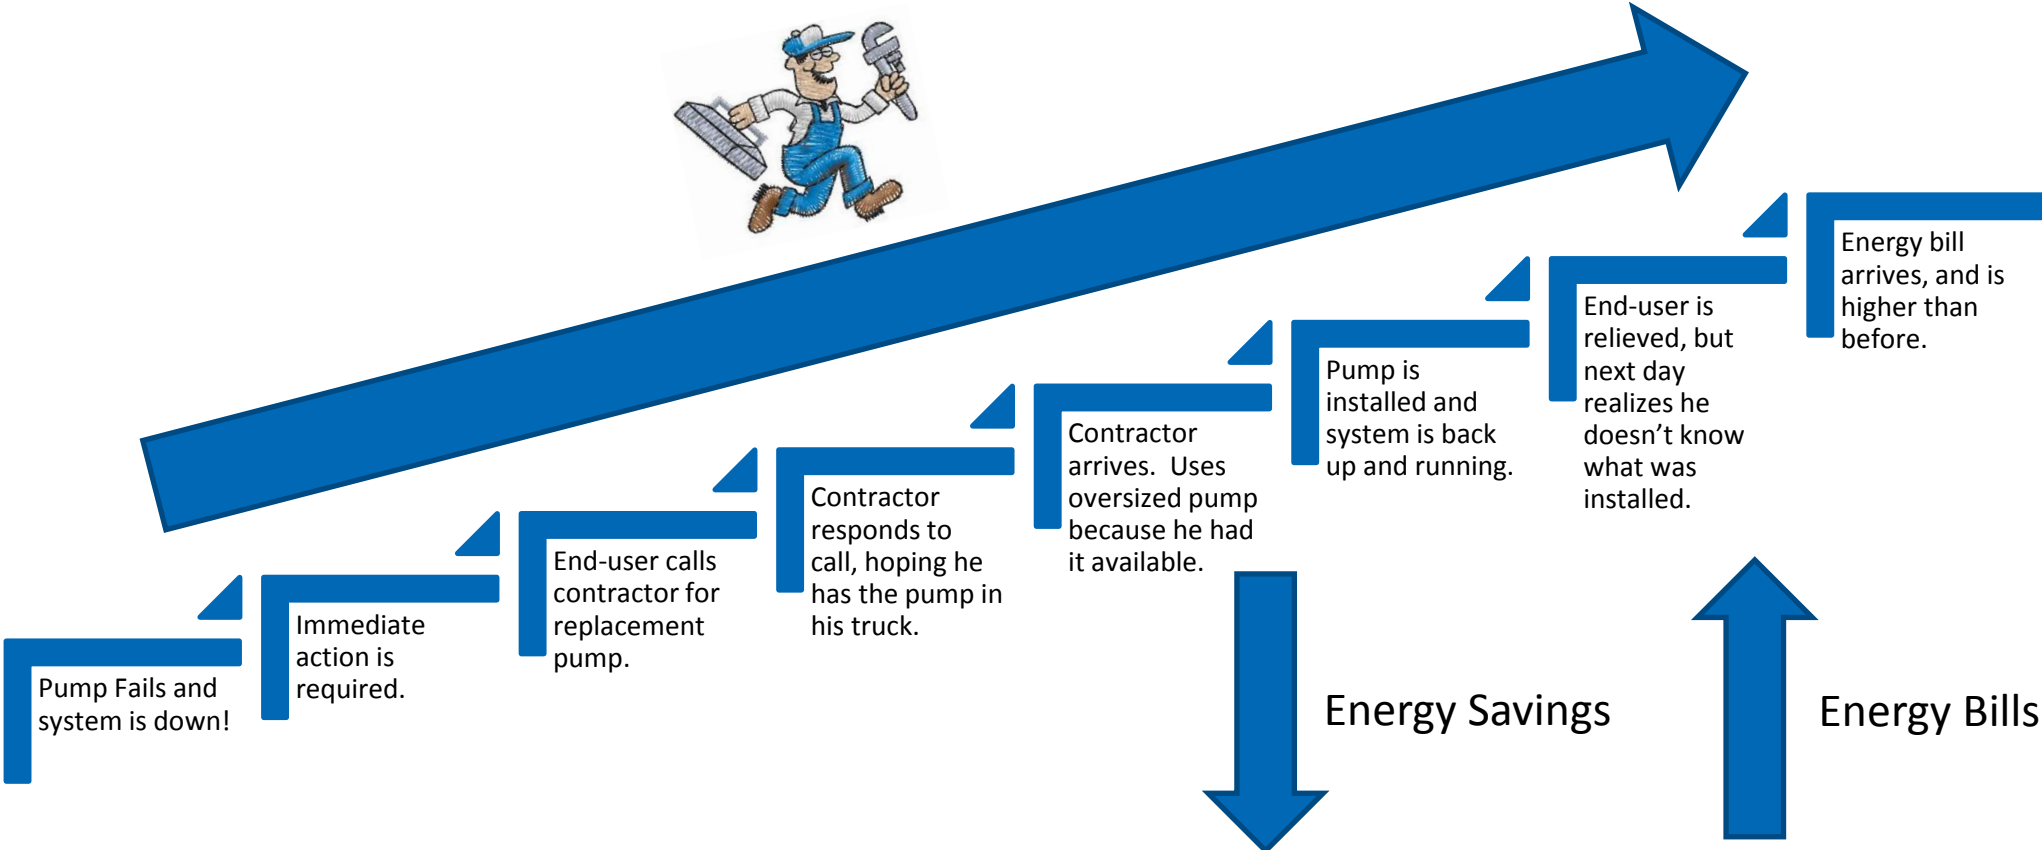 Pump Fails and
system is down!
Immediate
action is
required.
End-user calls
contractor for
replacement
pump.
Contractor
responds to
call, hoping he
has the pump in
his truck.
Contractor
arrives.  Uses
oversized pump
because he had
it available.
Pump is
installed and
system is back
up and running.
End-user is
relieved, but
next day
realizes he
doesn’t know
what was
installed.
Energy bill
arrives, and is
higher than
before.
Energy Savings
Energy Bills